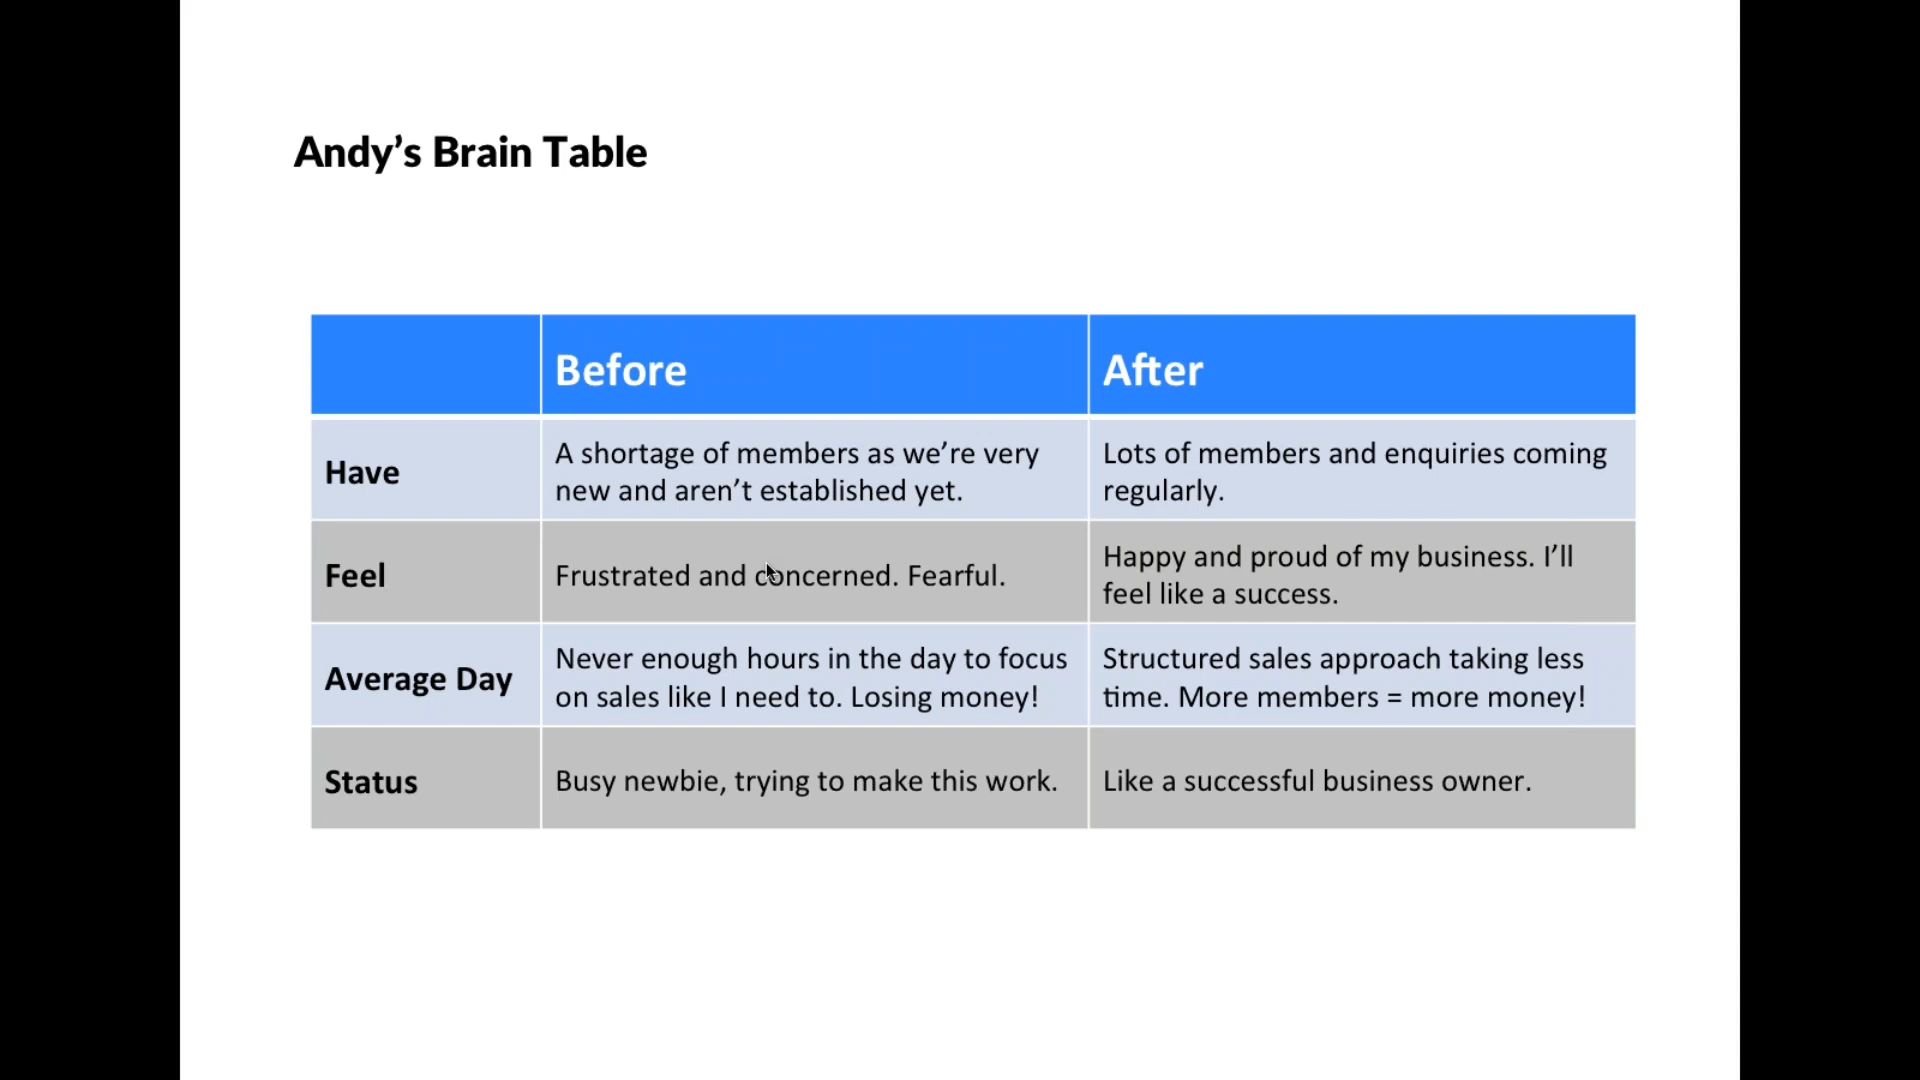 Andy’s Brain Table
Before
After
Have
A shortage of members as we’re very
new and aren’t established yet.
Lots of members and enquiries coming
regularly.
Feel
Frustrated and concerned. Fearful.
Happy and proud of my business. I’ll
feel like a success.
Average Day
Never enough hours in the day to focus
on sales like I need to. Losing money!
Structured sales approach taking less
time. More members = more money!
Status
Busy newbie, trying to make this work.
Like a successful business owner.